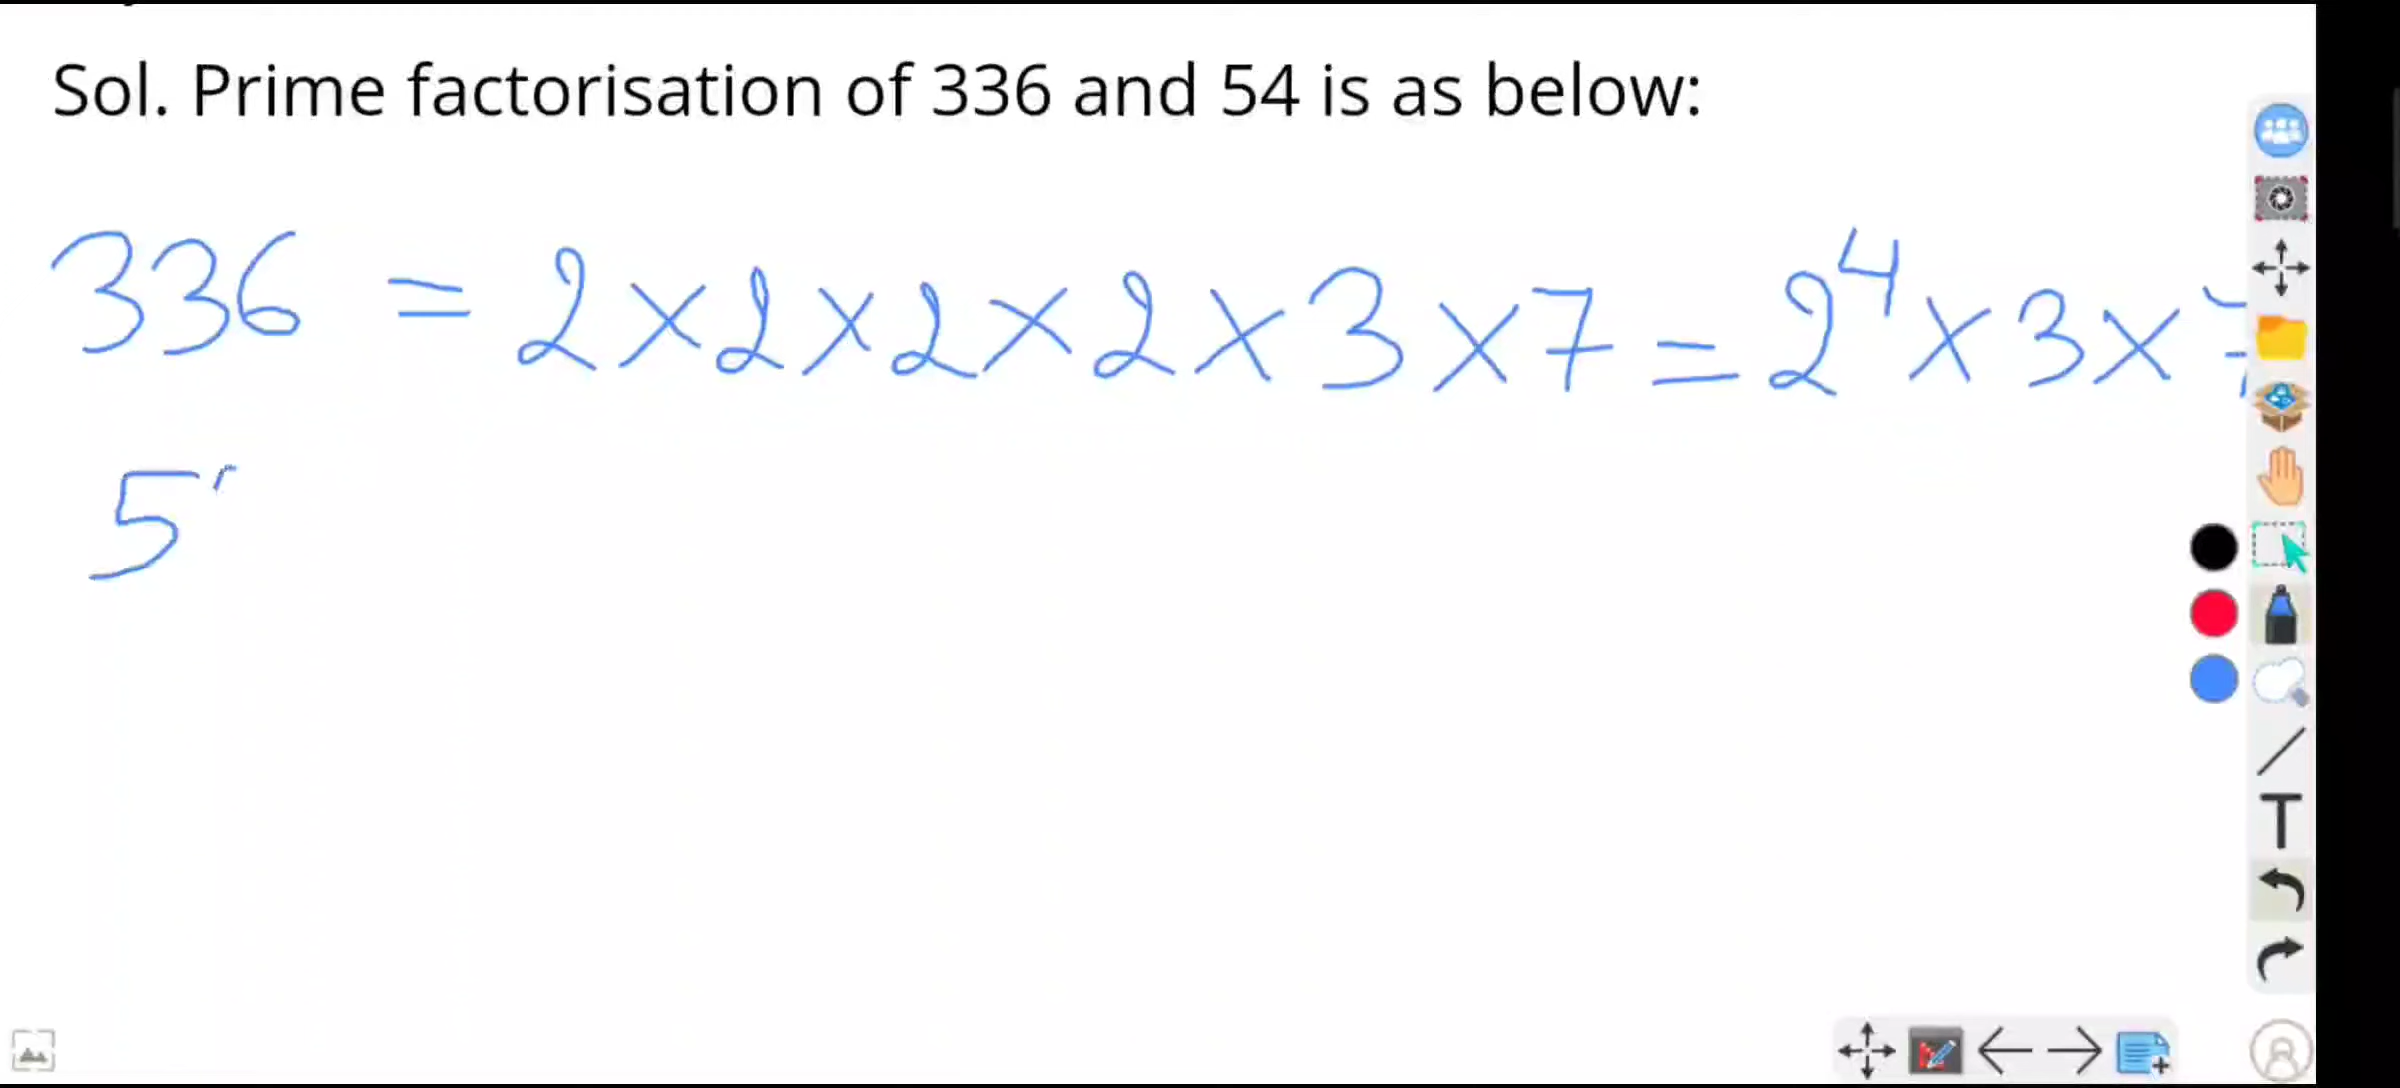 Sol. Prime factorisation of 336 and 54 is as below:
336 = 2×2×2×2×3×7 = 2⁴×3×7
5
T